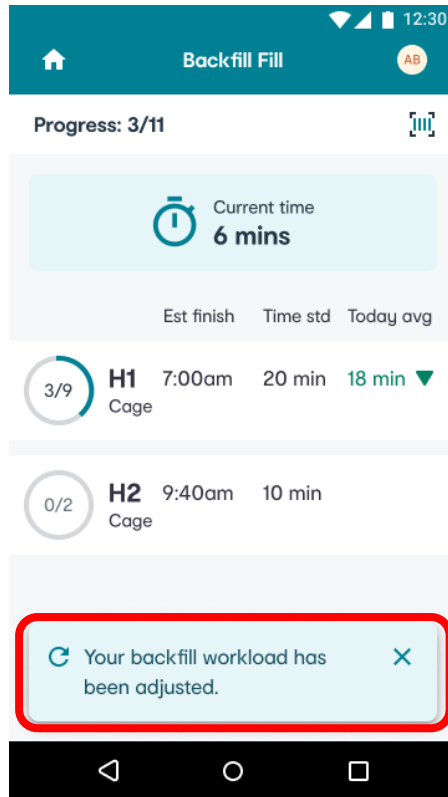 12:30
Backfill Fill
AB
Progress: 3/11
Current time
6 mins
Est finish Time std Today avg
3/9 H1 7:00am 20 min 18 min ▼
Cage
0/2 H2 9:40am 10 min
Cage
Your backfill workload has
been adjusted.